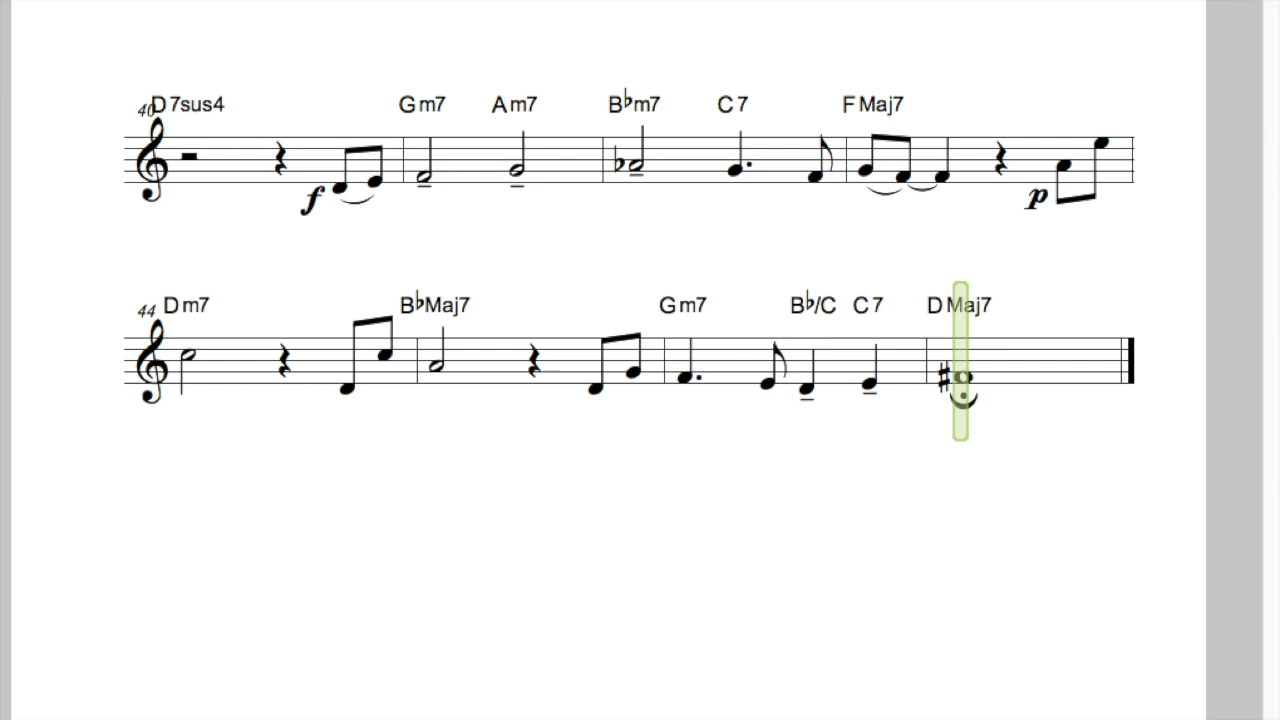 40 D7sus4 Gm7 Am7 B♭m7 C7 FMaj7
f p
44 Dm7 B♭Maj7 Gm7 B♭/C C7 DMaj7